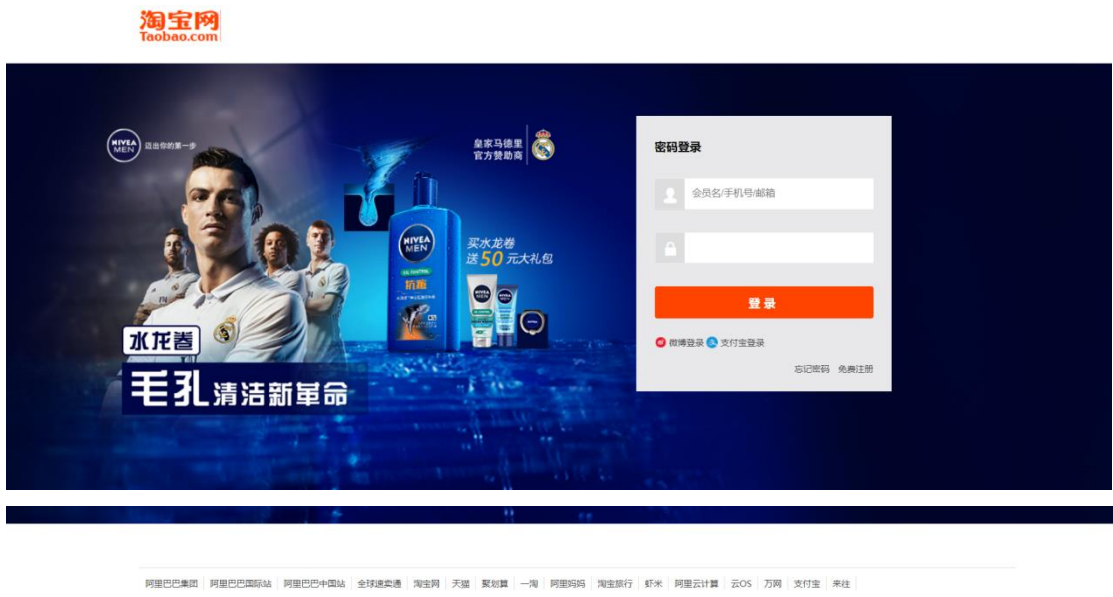 淘宝网
Taobao.com
NIVEA MEN 迈出你的第一步
皇家马德里
官方赞助商
NIVEA MEN
抗痘
买水龙卷
送50元大礼包
水龙卷
毛孔清洁新革命
密码登录
会员名/手机号/邮箱
登 录
微博登录 支付宝登录
忘记密码 免费注册
阿里巴巴集团 阿里巴巴国际站 阿里巴巴中国站 全球速卖通 淘宝网 天猫 聚划算 一淘 阿里妈妈 淘宝旅行 虾米 阿里云计算 云OS 万网 支付宝 来往